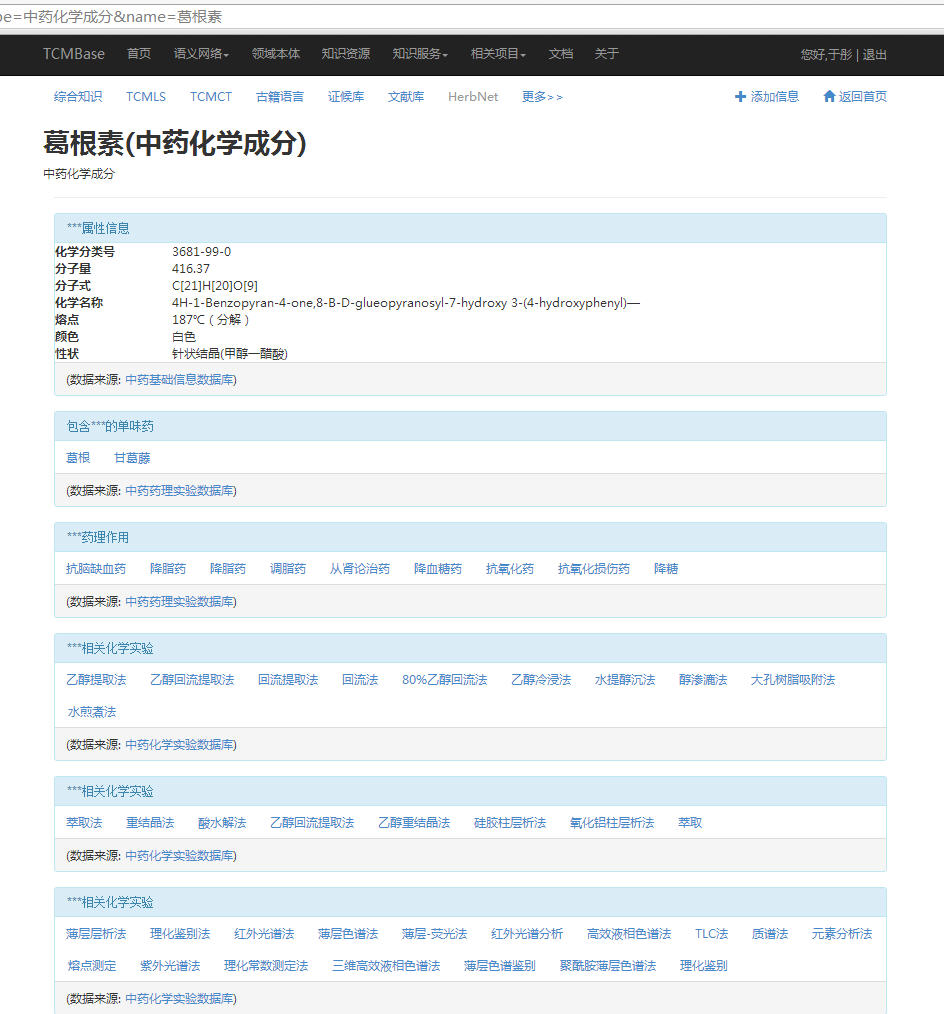 pe=中药化学成分&name=葛根素
TCMBase 首页 语义网络 领域本体 知识资源 知识服务 相关项目 文档 关于 您好,于彤 | 退出
综合知识 TCMLS TCMCT 古籍语言 证候库 文献库 HerbNet 更多>> 添加信息 返回首页
葛根素(中药化学成分)
中药化学成分
***属性信息
化学分类号 3681-99-0
分子量 416.37
分子式 C[21]H[20]O[9]
化学名称 4H-1-Benzopyran-4-one,8-B-D-glueopyranosyl-7-hydroxy 3-(4-hydroxyphenyl)—
熔点 187℃（分解）
颜色 白色
性状 针状结晶(甲醇—醋酸)
(数据来源: 中药基础信息数据库)
包含***的单味药
葛根 甘葛藤
(数据来源: 中药药理实验数据库)
***药理作用
抗脑缺血药 降脂药 降脂药 调脂药 从肾论治药 降血糖药 抗氧化药 抗氧化损伤药 降糖
(数据来源: 中药药理实验数据库)
***相关化学实验
乙醇提取法 乙醇回流提取法 回流提取法 回流法 80%乙醇回流法 乙醇冷浸法 水提醇沉法 醇渗漉法 大孔树脂吸附法
水煎煮法
(数据来源: 中药化学实验数据库)
***相关化学实验
萃取法 重结晶法 酸水解法 乙醇回流提取法 乙醇重结晶法 硅胶柱层析法 氧化铝柱层析法 萃取
(数据来源: 中药化学实验数据库)
***相关化学实验
薄层层析法 理化鉴别法 红外光谱法 薄层色谱法 薄层-荧光法 红外光谱分析 高效液相色谱法 TLC法 质谱法 元素分析法
熔点测定 紫外光谱法 理化常数测定法 三维高效液相色谱法 薄层色谱鉴别 聚酰胺薄层色谱法 理化鉴别
(数据来源: 中药化学实验数据库)